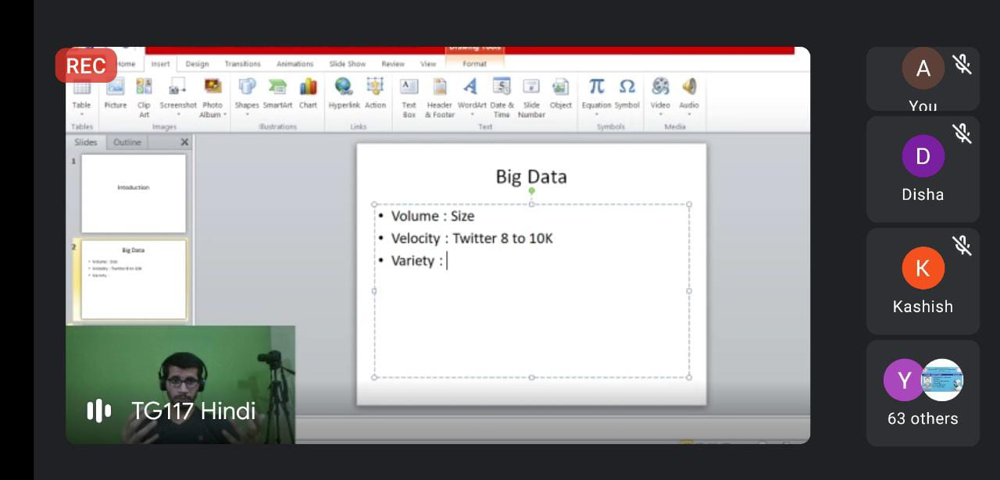 REC
Drawing Tools
Home Insert Design Transitions Animations Slide Show Review View Format
Table Picture Clip Art Screenshot Photo Album Shapes SmartArt Chart Hyperlink Action Text Box Header & Footer WordArt Date & Time Slide Number Object Equation Symbol Video Audio
Tables Images Illustrations Links Text Symbols Media
Slides Outline
1
Intoduction
2
Big Data
• Volume : Size
• Velocity : Twitter 8 to 10K
• Variety :
Big Data
• Volume : Size
• Velocity : Twitter 8 to 10K
• Variety :
TG117 Hindi
A
You
D
Disha
K
Kashish
Y
63 others